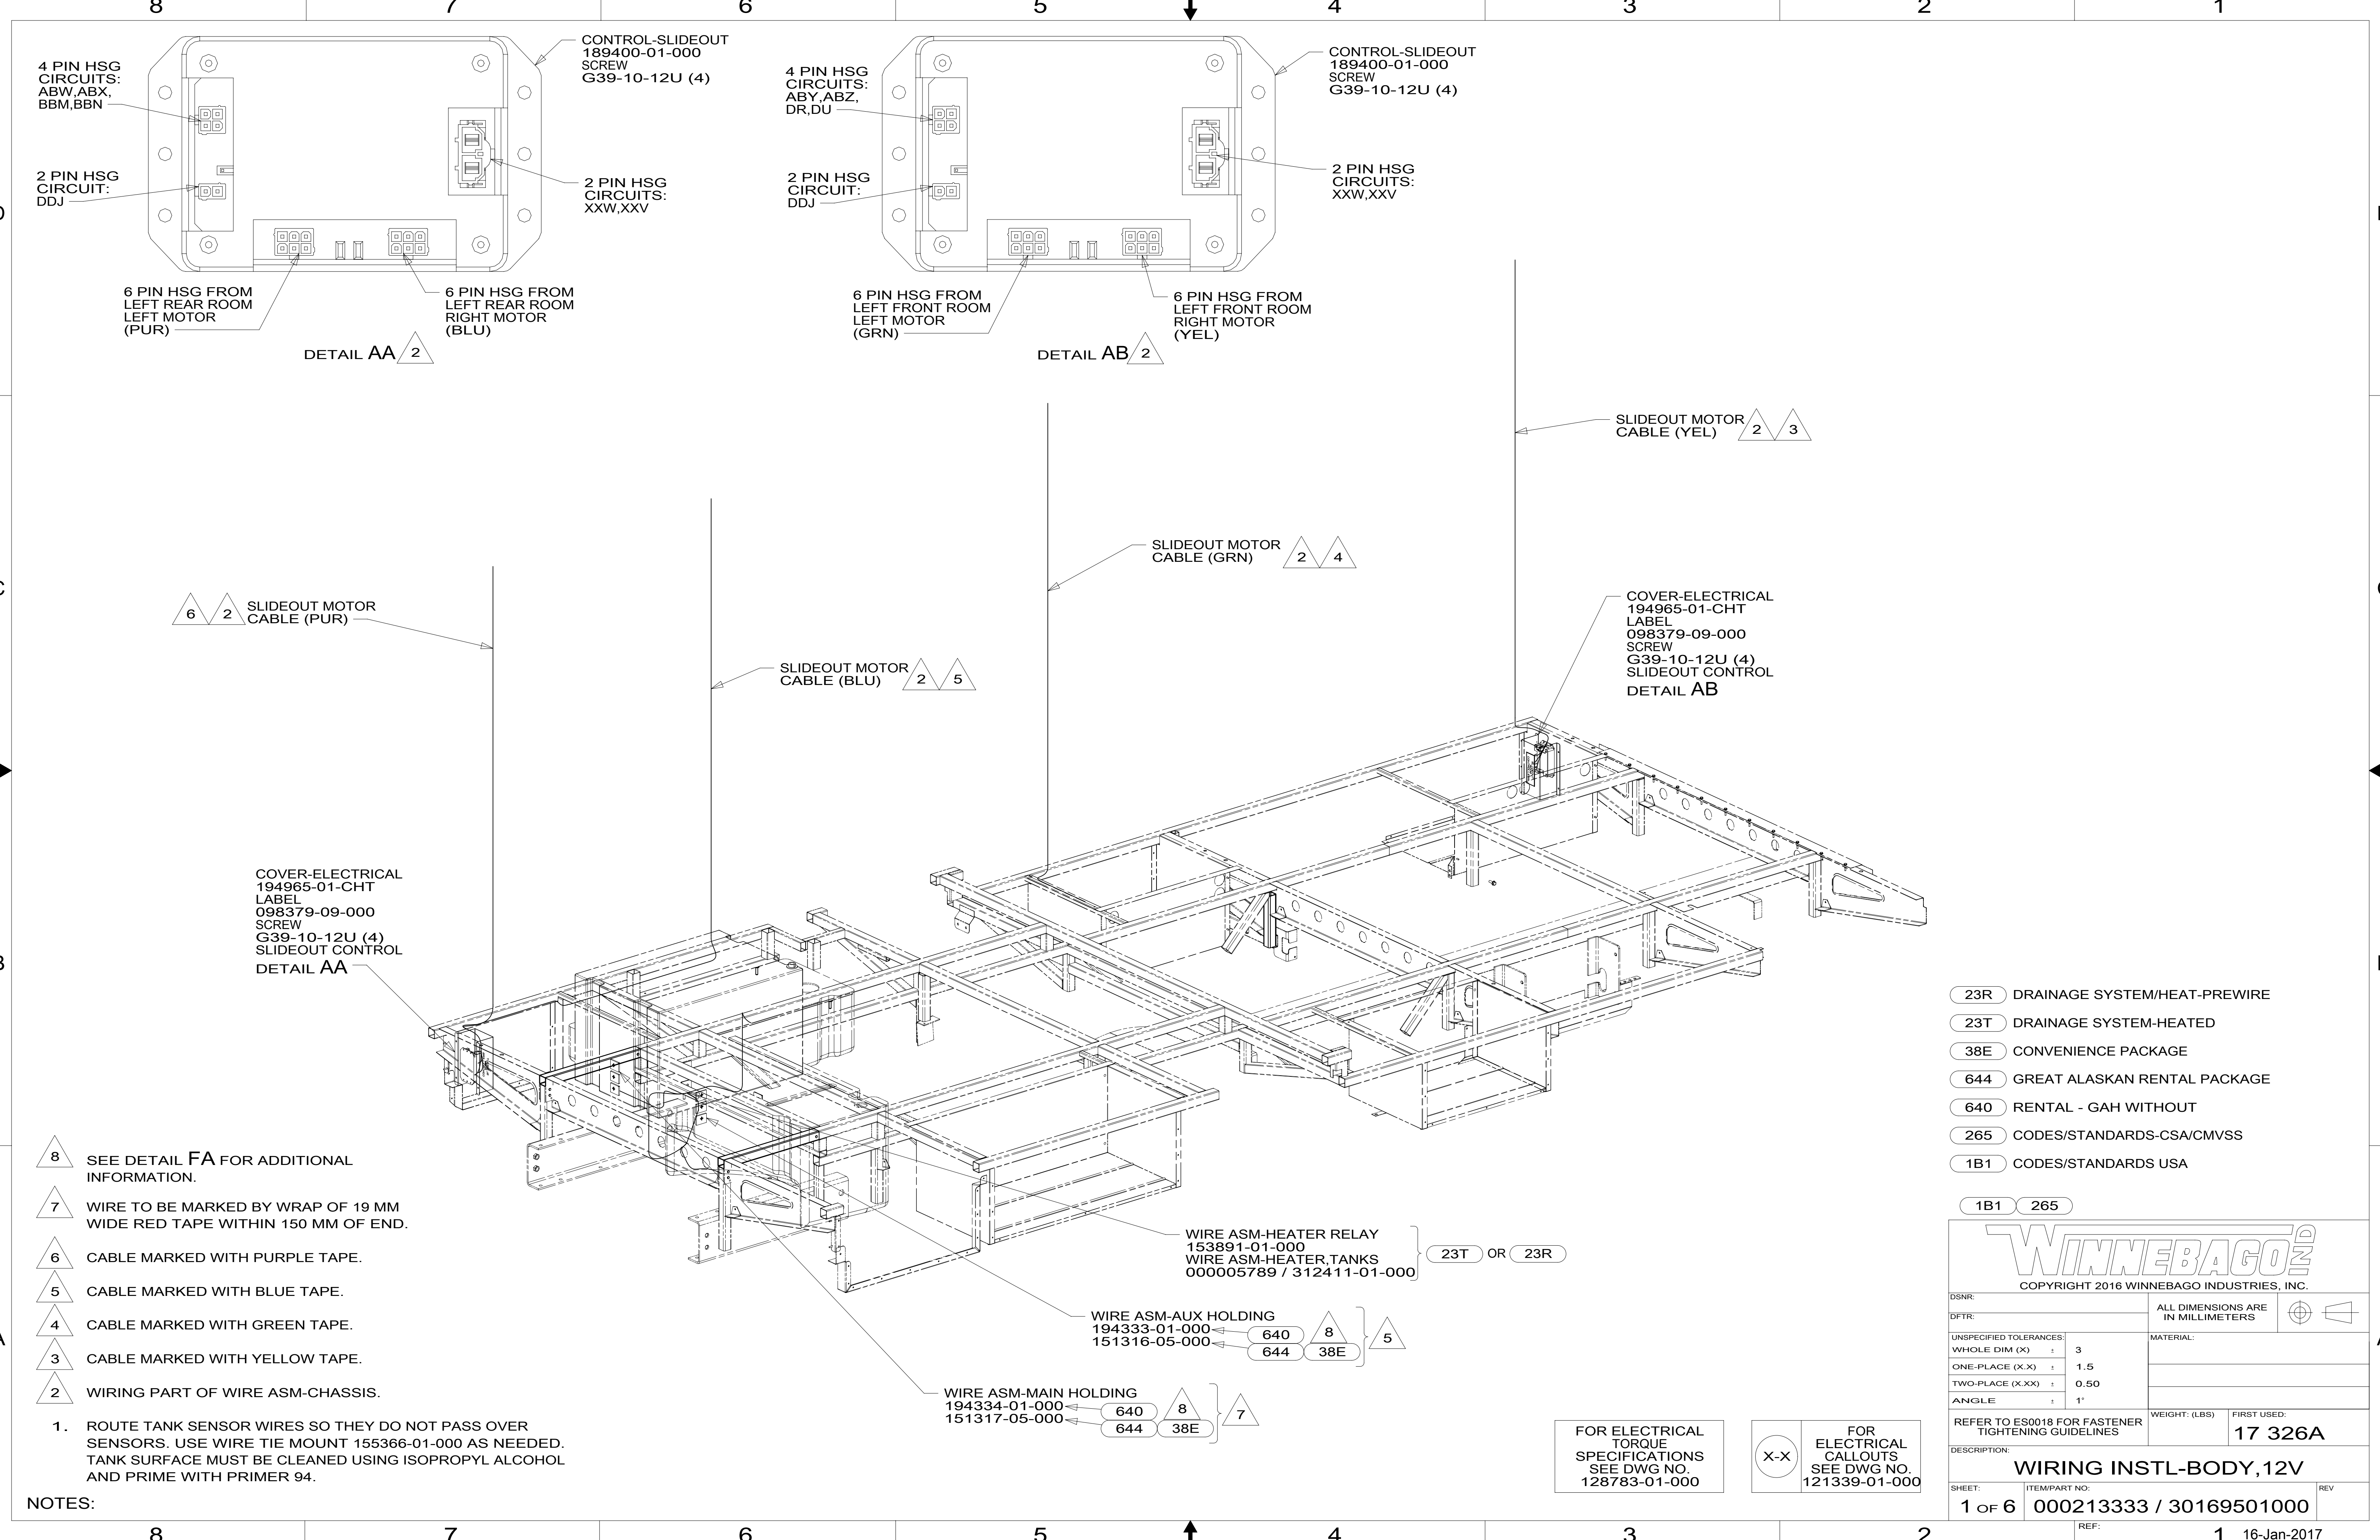 8 7 6 5 4 3 2 1
4 PIN HSG
CIRCUITS:
ABW,ABX,
BBM,BBN
2 PIN HSG
CIRCUIT:
DDJ
CONTROL-SLIDEOUT
189400-01-000
SCREW
G39-10-12U (4)
2 PIN HSG
CIRCUITS:
XXW,XXV
6 PIN HSG FROM
LEFT REAR ROOM
LEFT MOTOR
(PUR)
6 PIN HSG FROM
LEFT REAR ROOM
RIGHT MOTOR
(BLU)
DETAIL AA 2
4 PIN HSG
CIRCUITS:
ABY,ABZ,
DR,DU
2 PIN HSG
CIRCUIT:
DDJ
CONTROL-SLIDEOUT
189400-01-000
SCREW
G39-10-12U (4)
2 PIN HSG
CIRCUITS:
XXW,XXV
6 PIN HSG FROM
LEFT FRONT ROOM
LEFT MOTOR
(GRN)
6 PIN HSG FROM
LEFT FRONT ROOM
RIGHT MOTOR
(YEL)
DETAIL AB 2
SLIDEOUT MOTOR
CABLE (YEL) 2 3
SLIDEOUT MOTOR
CABLE (GRN) 2 4
6 2 SLIDEOUT MOTOR
CABLE (PUR)
SLIDEOUT MOTOR
CABLE (BLU) 2 5
COVER-ELECTRICAL
194965-01-CHT
LABEL
098379-09-000
SCREW
G39-10-12U (4)
SLIDEOUT CONTROL
DETAIL AB
COVER-ELECTRICAL
194965-01-CHT
LABEL
098379-09-000
SCREW
G39-10-12U (4)
SLIDEOUT CONTROL
DETAIL AA
23R DRAINAGE SYSTEM/HEAT-PREWIRE
23T DRAINAGE SYSTEM-HEATED
38E CONVENIENCE PACKAGE
644 GREAT ALASKAN RENTAL PACKAGE
640 RENTAL - GAH WITHOUT
265 CODES/STANDARDS-CSA/CMVSS
1B1 CODES/STANDARDS USA
1B1 265
8 SEE DETAIL FA FOR ADDITIONAL
INFORMATION.
7 WIRE TO BE MARKED BY WRAP OF 19 MM
WIDE RED TAPE WITHIN 150 MM OF END.
6 CABLE MARKED WITH PURPLE TAPE.
5 CABLE MARKED WITH BLUE TAPE.
4 CABLE MARKED WITH GREEN TAPE.
3 CABLE MARKED WITH YELLOW TAPE.
2 WIRING PART OF WIRE ASM-CHASSIS.
1. ROUTE TANK SENSOR WIRES SO THEY DO NOT PASS OVER
SENSORS. USE WIRE TIE MOUNT 155366-01-000 AS NEEDED.
TANK SURFACE MUST BE CLEANED USING ISOPROPYL ALCOHOL
AND PRIME WITH PRIMER 94.
NOTES:
WIRE ASM-HEATER RELAY
153891-01-000
WIRE ASM-HEATER,TANKS
000005789 / 312411-01-000
23T OR 23R
WIRE ASM-AUX HOLDING
194333-01-000 640 8
151316-05-000 644 38E
5
WIRE ASM-MAIN HOLDING
194334-01-000 640 8
151317-05-000 644 38E
7
FOR ELECTRICAL
TORQUE
SPECIFICATIONS
SEE DWG NO.
128783-01-000
X-X
FOR
ELECTRICAL
CALLOUTS
SEE DWG NO.
121339-01-000
WINNEBAGO IND
COPYRIGHT 2016 WINNEBAGO INDUSTRIES, INC.
DSNR:
DFTR:
ALL DIMENSIONS ARE
IN MILLIMETERS
UNSPECIFIED TOLERANCES:
WHOLE DIM (X) ± 3
ONE-PLACE (X.X) ± 1.5
TWO-PLACE (X.XX) ± 0.50
ANGLE ± 1°
MATERIAL:
REFER TO ES0018 FOR FASTENER
TIGHTENING GUIDELINES
WEIGHT: (LBS)
FIRST USED:
17 326A
DESCRIPTION:
WIRING INSTL-BODY,12V
SHEET:
1 OF 6
ITEM/PART NO:
000213333 / 30169501000
REV
REF:
8 7 6 5 4 3 2 1
16-Jan-2017